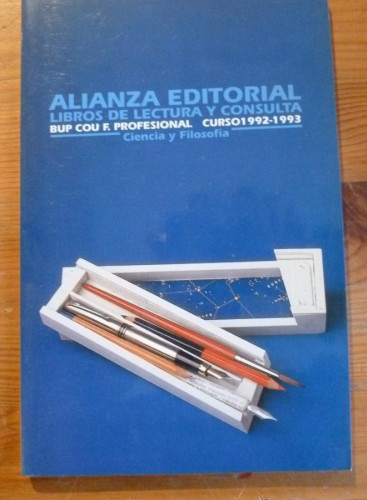 ALIANZA EDITORIAL
LIBROS DE LECTURA Y CONSULTA
BUP COU F. PROFESIONAL CURSO1992-1993
Ciencia y Filosofía